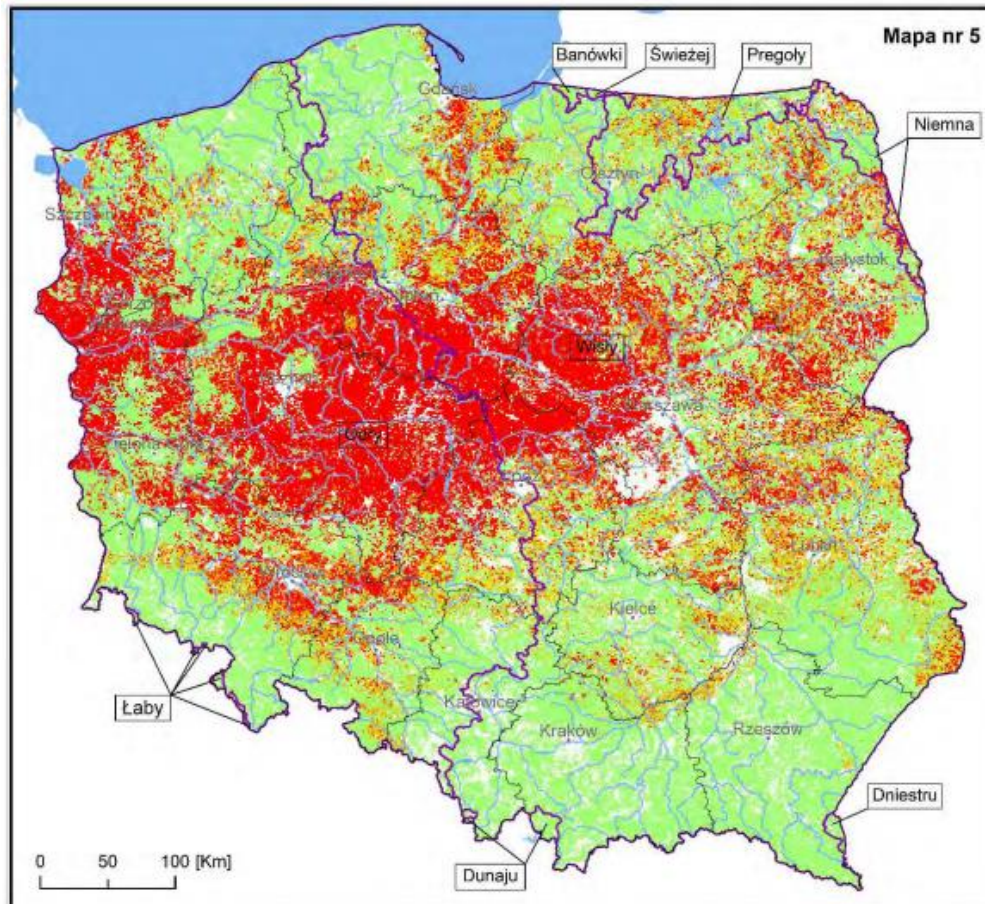 Mapa nr 5
Banówki
Świeżej
Pregoły
Niemna
Gdańsk
Olsztyn
Szczecin
Białystok
Wisły
Warszawa
Odry
Lublin
Kielce
Opole
Łaby
Katowice
Kraków
Rzeszów
Dniestru
Dunaju
0 50 100 [Km]